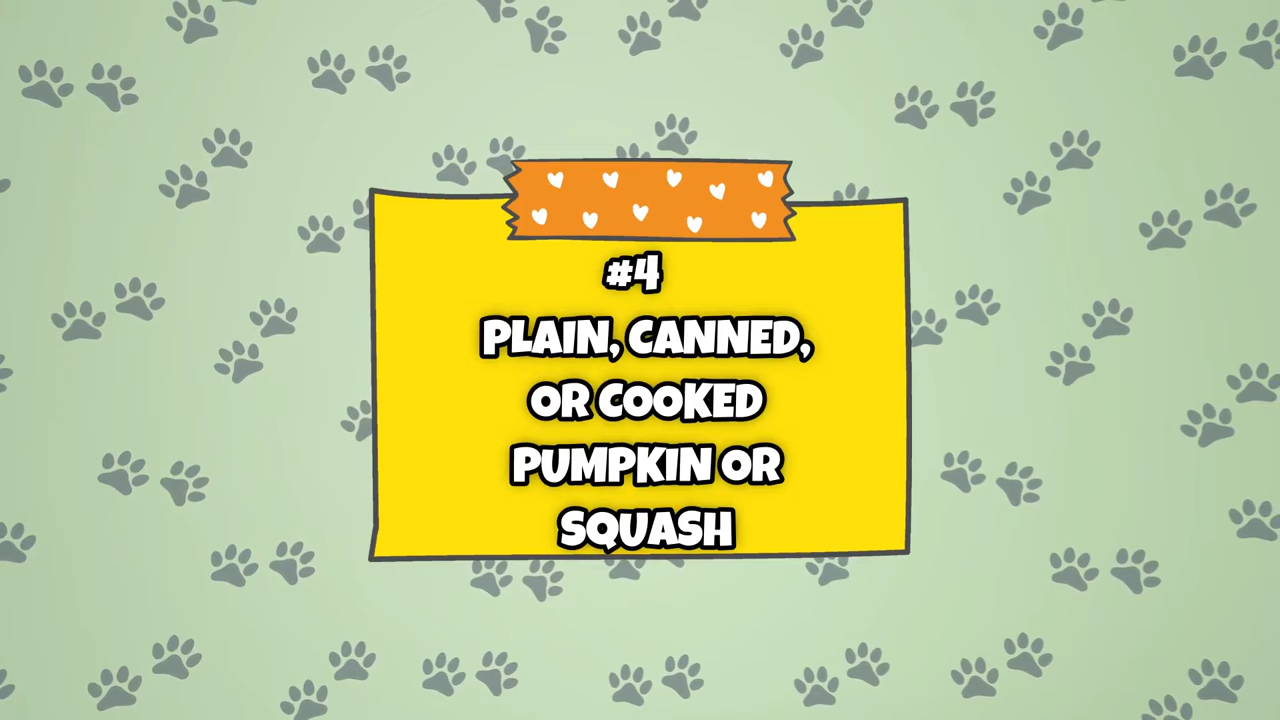 #4
PLAIN, CANNED,
OR COOKED
PUMPKIN OR
SQUASH